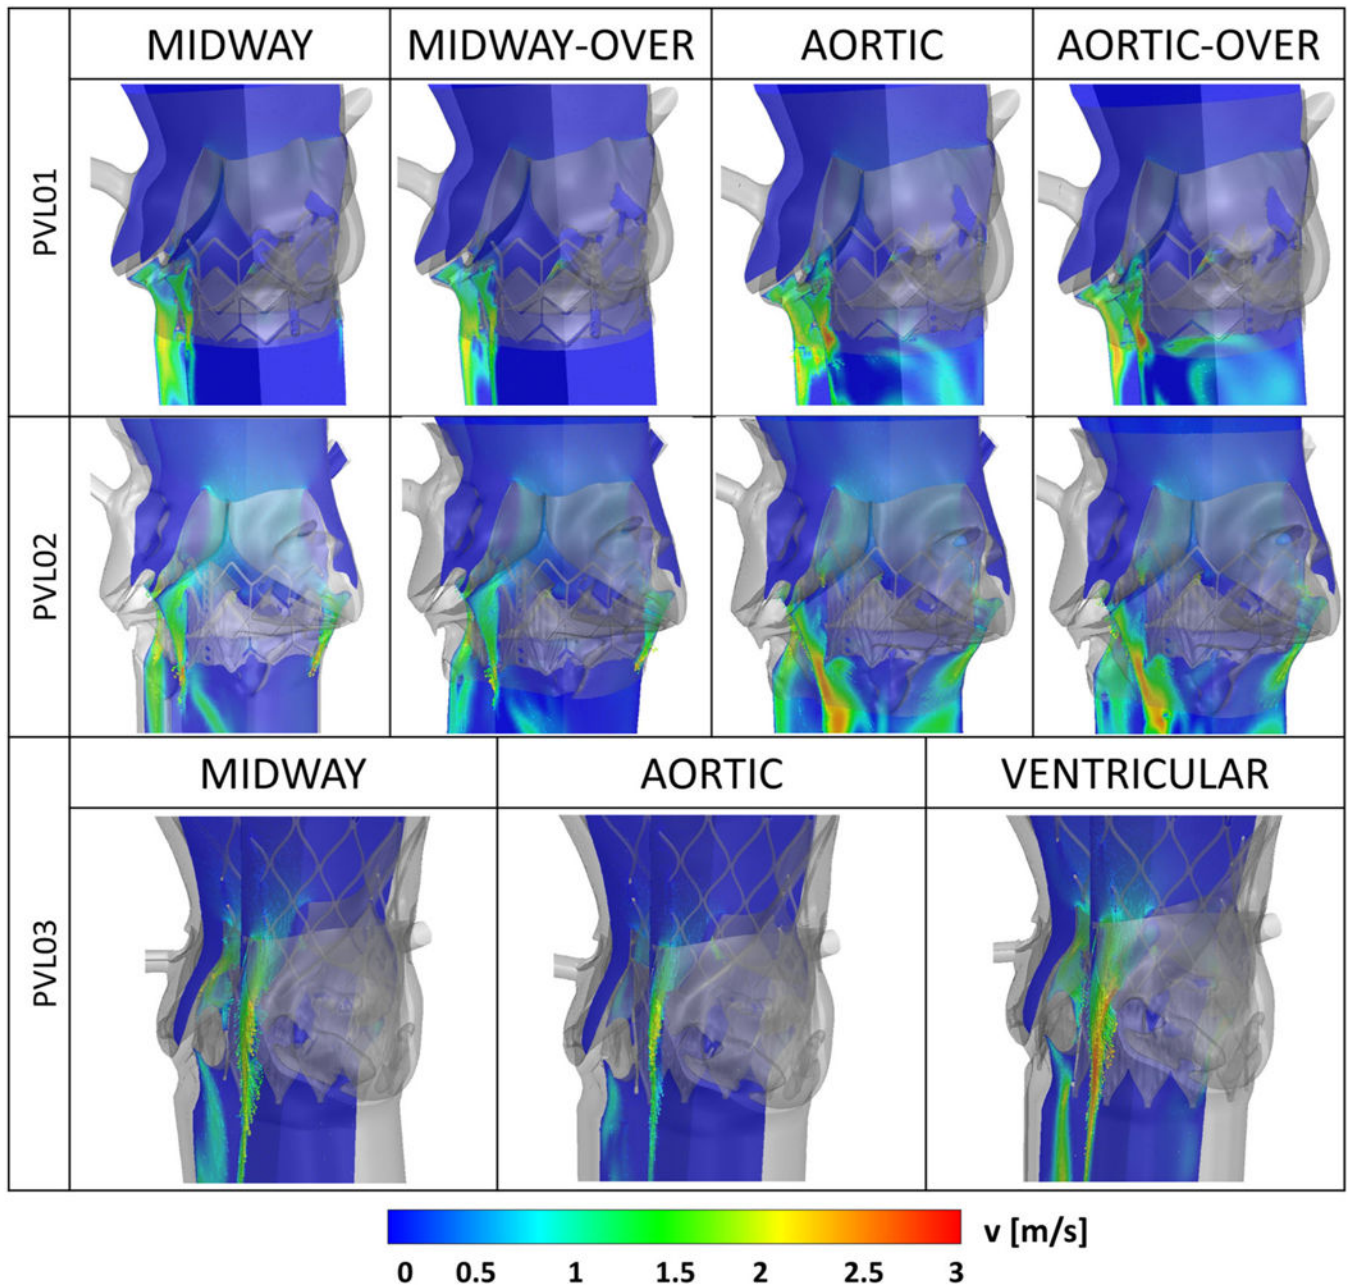 MIDWAY MIDWAY-OVER AORTIC AORTIC-OVER
PVL01
PVL02
MIDWAY AORTIC VENTRICULAR
PVL03
v [m/s]
0 0.5 1 1.5 2 2.5 3